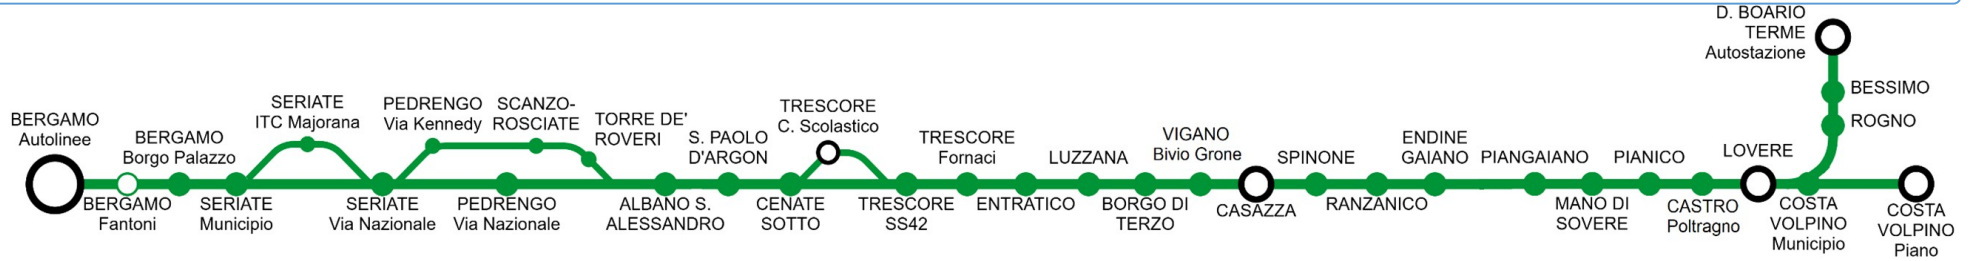 BERGAMO
Autolinee
BERGAMO
Fantoni
BERGAMO
Borgo Palazzo
SERIATE
Municipio
SERIATE
ITC Majorana
SERIATE
Via Nazionale
PEDRENGO
Via Kennedy
PEDRENGO
Via Nazionale
SCANZO-
ROSCIATE
TORRE DE'
ROVERI
ALBANO S.
ALESSANDRO
S. PAOLO
D'ARGON
CENATE
SOTTO
TRESCORE
C. Scolastico
TRESCORE
SS42
TRESCORE
Fornaci
ENTRATICO
LUZZANA
BORGO DI
TERZO
VIGANO
Bivio Grone
CASAZZA
SPINONE
RANZANICO
ENDINE
GAIANO
PIANGAIANO
MANO DI
SOVERE
PIANICO
CASTRO
Poltragno
LOVERE
COSTA
VOLPINO
Municipio
COSTA
VOLPINO
Piano
ROGNO
BESSIMO
D. BOARIO
TERME
Autostazione